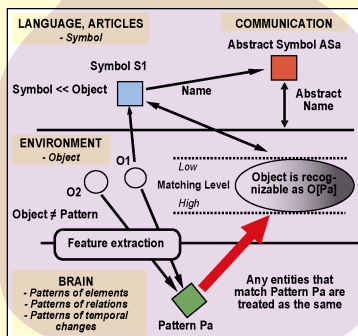 LANGUAGE, ARTICLES
- Symbol
COMMUNICATION
Abstract Symbol ASa
Symbol S1
Symbol << Object
Name
Abstract
Name
ENVIRONMENT
- Object
O1
O2
Low
Matching Level
High
Object is recog-
nizable as O[Pa]
Object ≠ Pattern
Feature extraction
BRAIN
- Patterns of elements
- Patterns of relations
- Patterns of temporal
changes
Pattern Pa
Any entities that
match Pattern Pa are
treated as the same